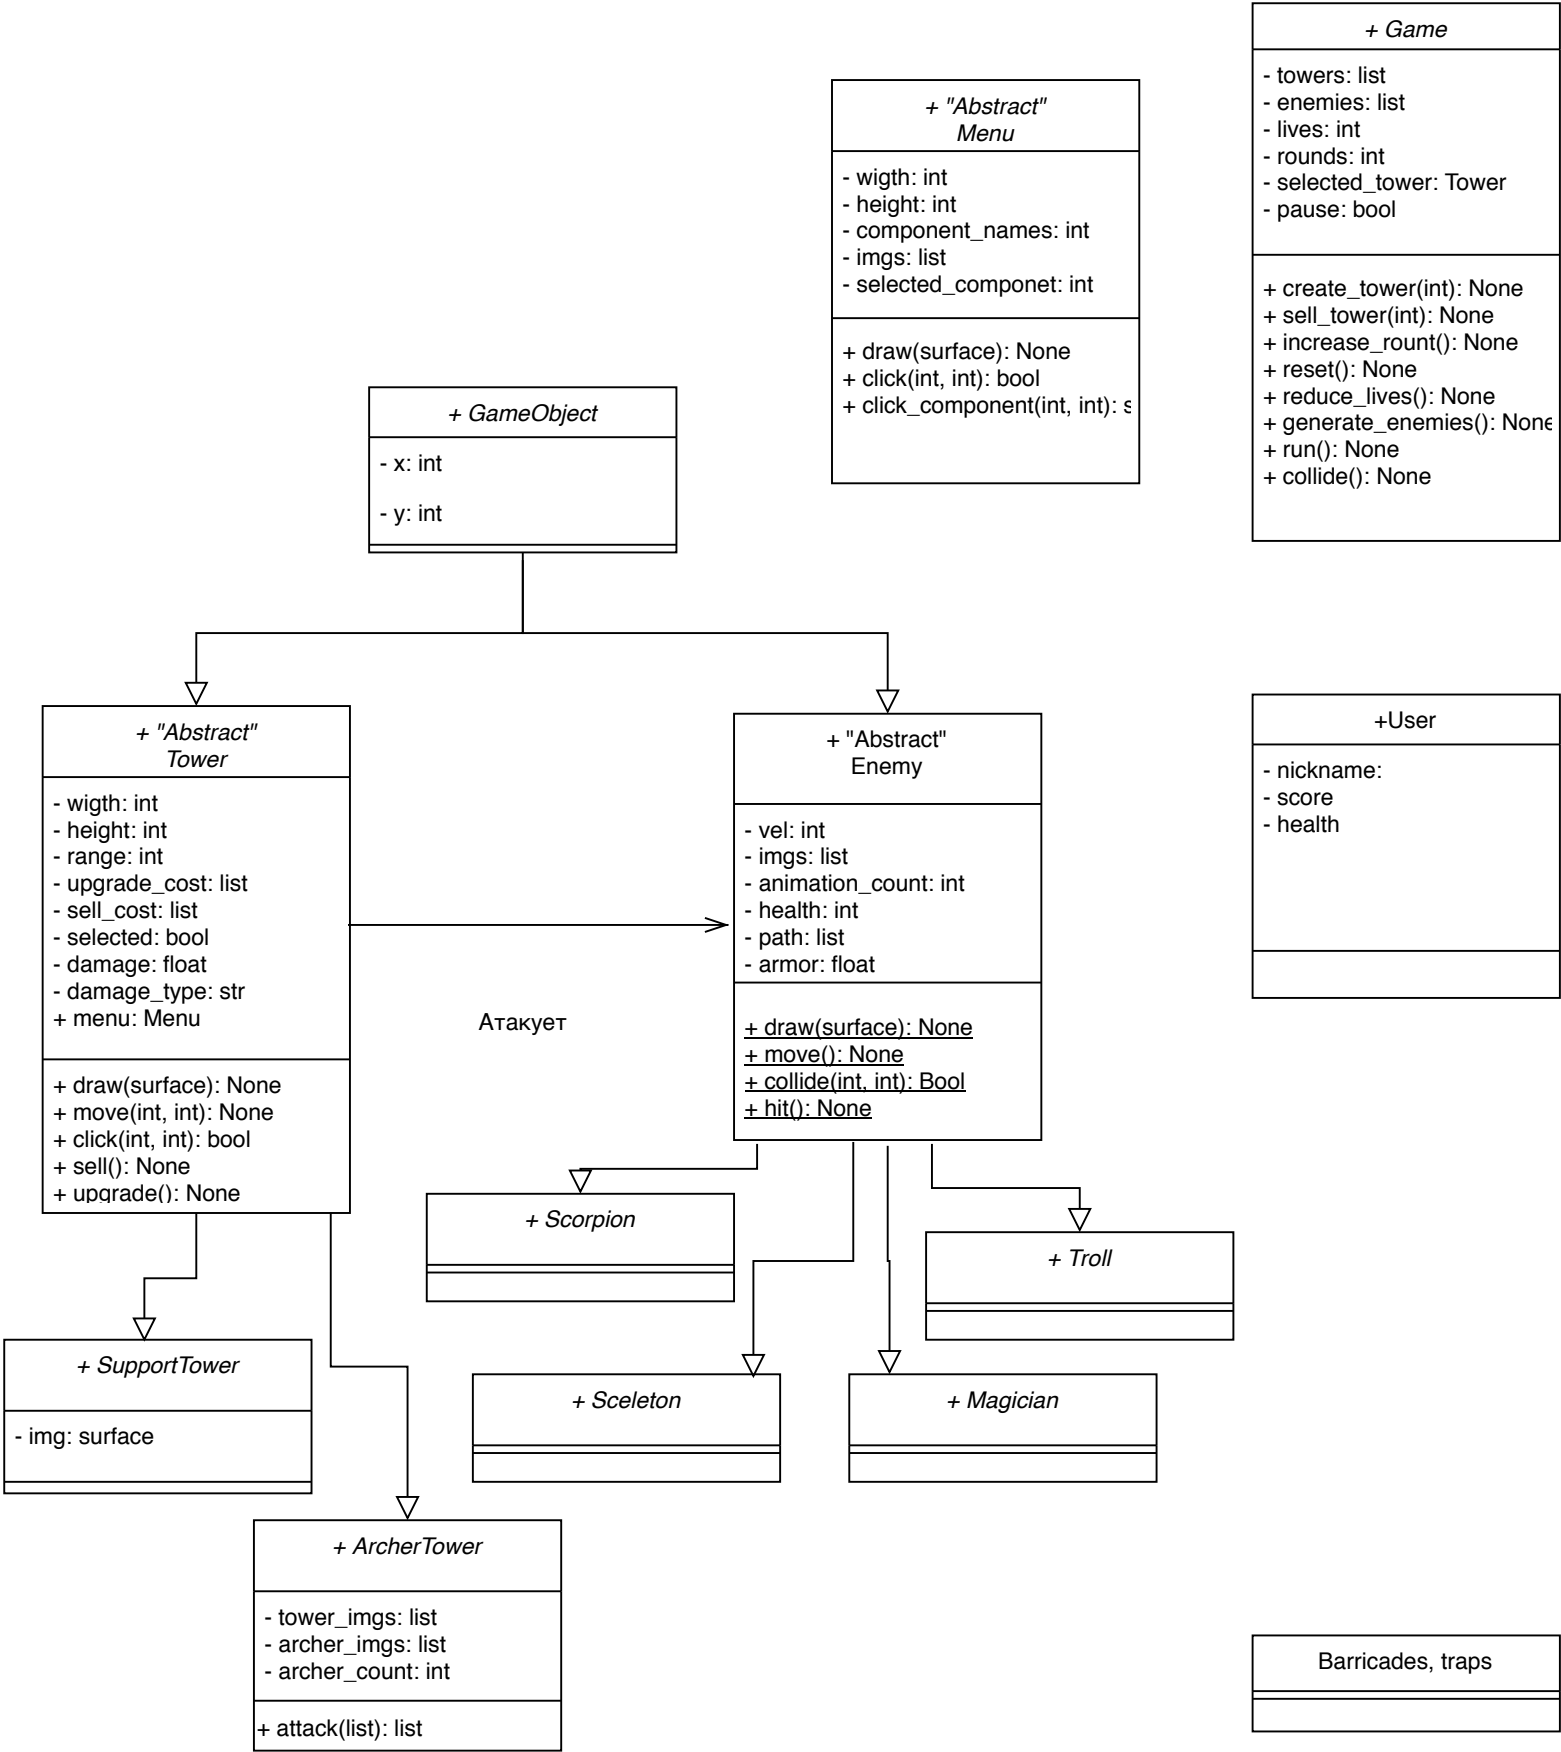 + Game
- towers: list
- enemies: list
- lives: int
- rounds: int
- selected_tower: Tower
- pause: bool
+ create_tower(int): None
+ sell_tower(int): None
+ increase_rount(): None
+ reset(): None
+ reduce_lives(): None
+ generate_enemies(): None
+ run(): None
+ collide(): None
+ "Abstract"
Menu
- wigth: int
- height: int
- component_names: int
- imgs: list
- selected_componet: int
+ draw(surface): None
+ click(int, int): bool
+ click_component(int, int): s
+ GameObject
- x: int
- y: int
+ "Abstract"
Tower
- wigth: int
- height: int
- range: int
- upgrade_cost: list
- sell_cost: list
- selected: bool
- damage: float
- damage_type: str
+ menu: Menu
+ draw(surface): None
+ move(int, int): None
+ click(int, int): bool
+ sell(): None
+ upgrade(): None
Атакует
+ "Abstract"
Enemy
- vel: int
- imgs: list
- animation_count: int
- health: int
- path: list
- armor: float
+ draw(surface): None
+ move(): None
+ collide(int, int): Bool
+ hit(): None
+User
- nickname:
- score
- health
+ Scorpion
+ Troll
+ SupportTower
- img: surface
+ Sceleton
+ Magician
+ ArcherTower
- tower_imgs: list
- archer_imgs: list
- archer_count: int
+ attack(list): list
Barricades, traps